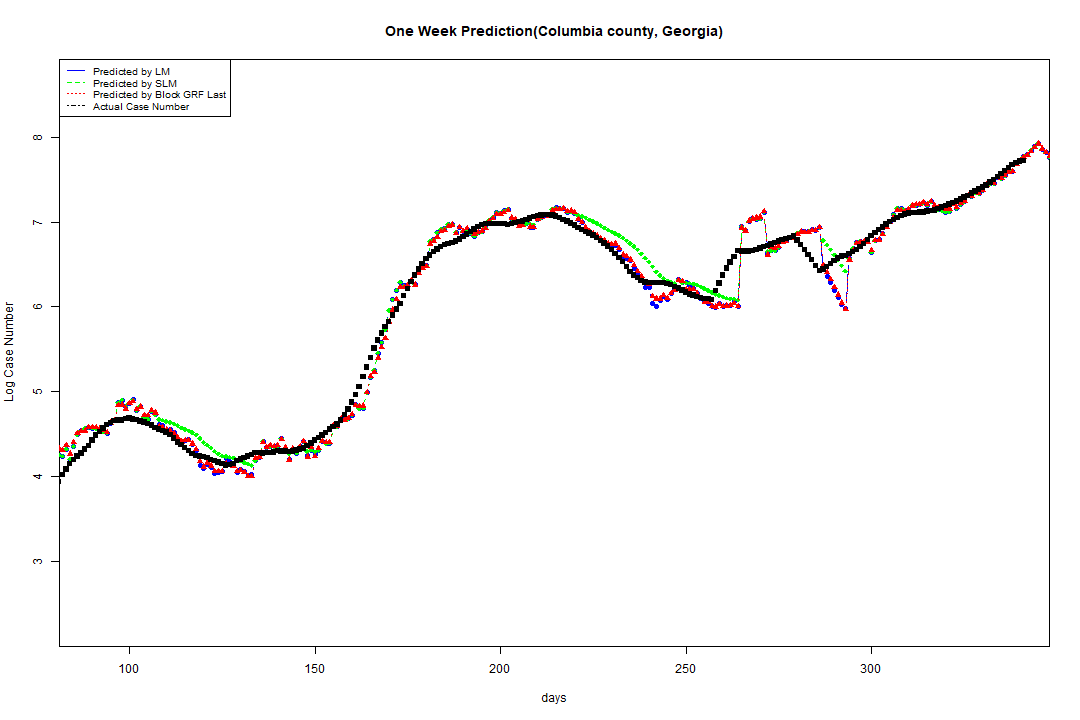 One Week Prediction(Columbia county, Georgia)
Predicted by LM
Predicted by SLM
Predicted by Block GRF Last
Actual Case Number
8
7
6
5
4
3
Log Case Number
100 150 200 250 300
days